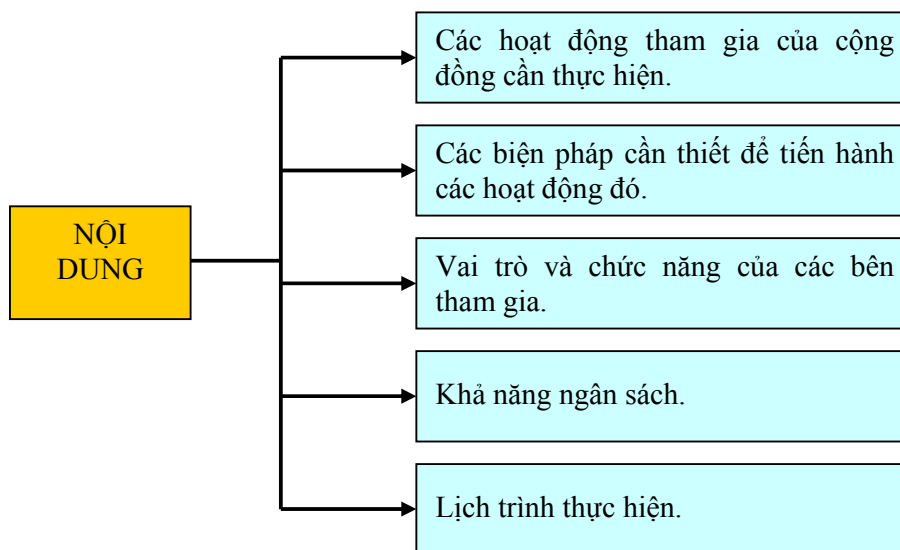 NỘI
DUNG
Các hoạt động tham gia của cộng
đồng cần thực hiện.
Các biện pháp cần thiết để tiến hành
các hoạt động đó.
Vai trò và chức năng của các bên
tham gia.
Khả năng ngân sách.
Lịch trình thực hiện.